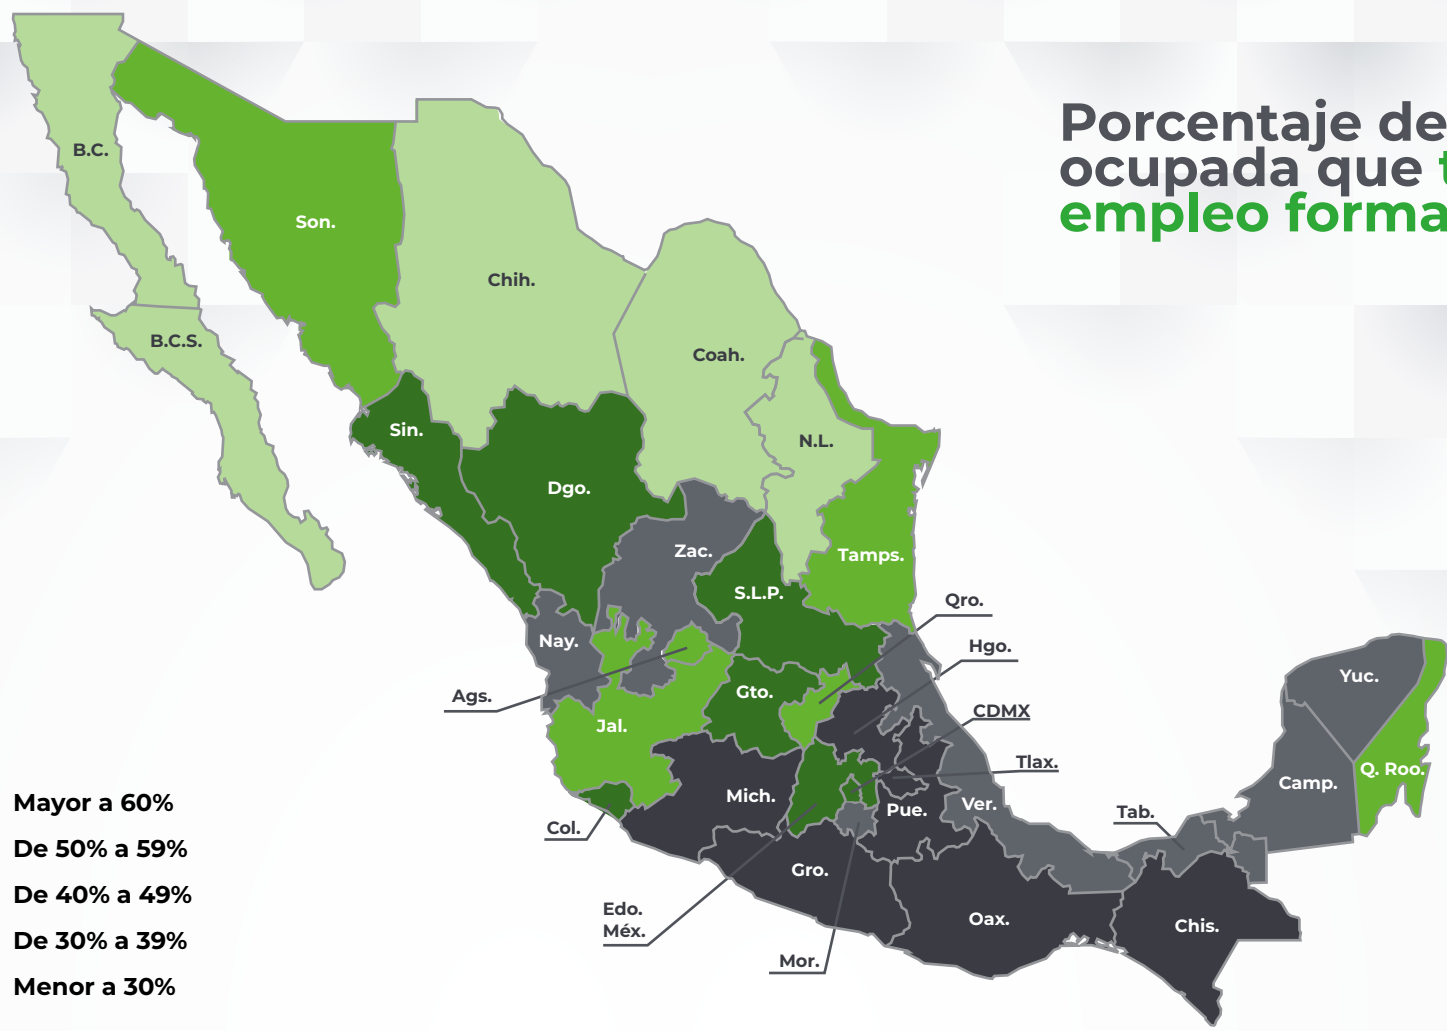 Porcentaje de
ocupada que
empleo forma
B.C.
Son.
Chih.
B.C.S.
Coah.
Sin.
N.L.
Dgo.
Zac.
Tamps.
S.L.P.
Qro.
Nay.
Hgo.
Yuc.
Ags.
Gto.
CDMX
Jal.
Tlax.
Q. Roo.
Camp.
Mich.
Ver.
Pue.
Tab.
Col.
Gro.
Edo.
Méx.
Oax.
Chis.
Mor.
Mayor a 60%
De 50% a 59%
De 40% a 49%
De 30% a 39%
Menor a 30%